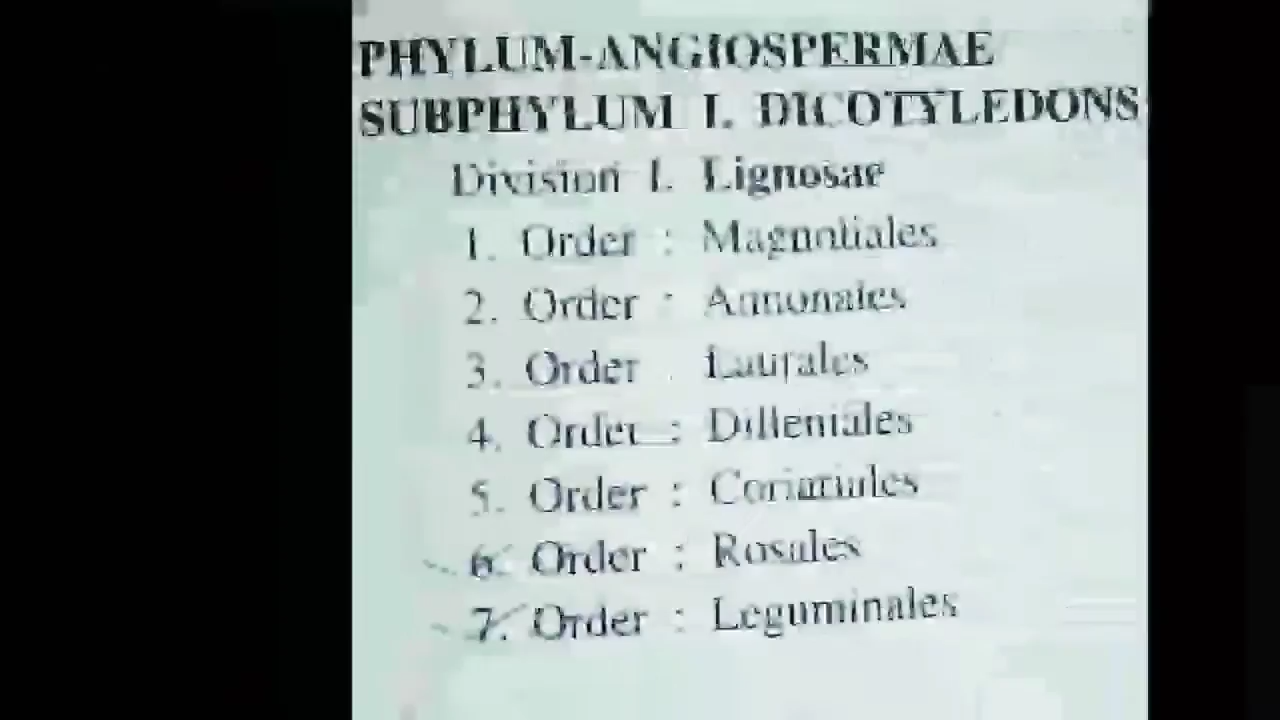 PHYLUM-ANGIOSPERMAE
SUBPHYLUM I. DICOTYLEDONS
Division I. Lignosae
1. Order : Magnoliales
2. Order : Annonales
3. Order : Laurales
4. Order : Dilleniales
5. Order : Coriariales
6. Order : Rosales
7. Order : Leguminales